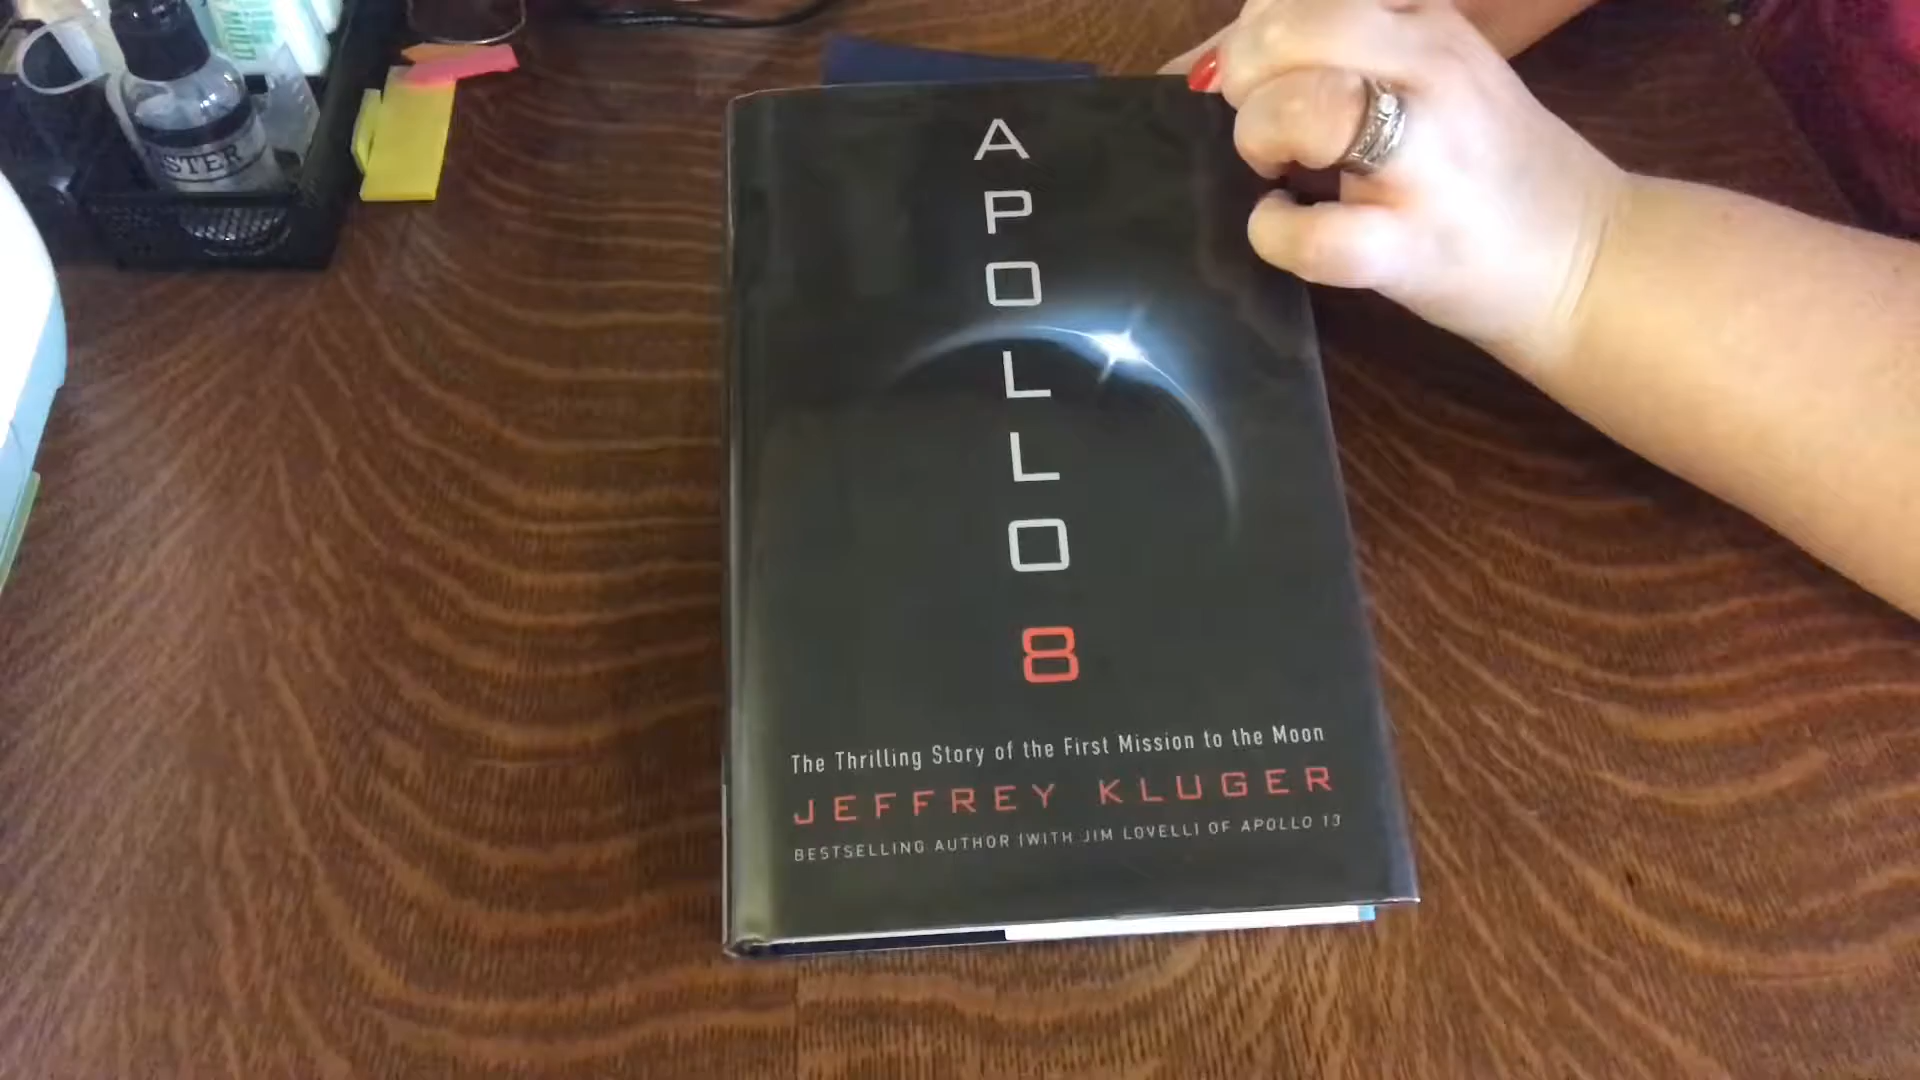 STER
A
P
O
L
L
O
8
The Thrilling Story of the First Mission to the Moon
JEFFREY KLUGER
BESTSELLING AUTHOR (WITH JIM LOVELL) OF APOLLO 13